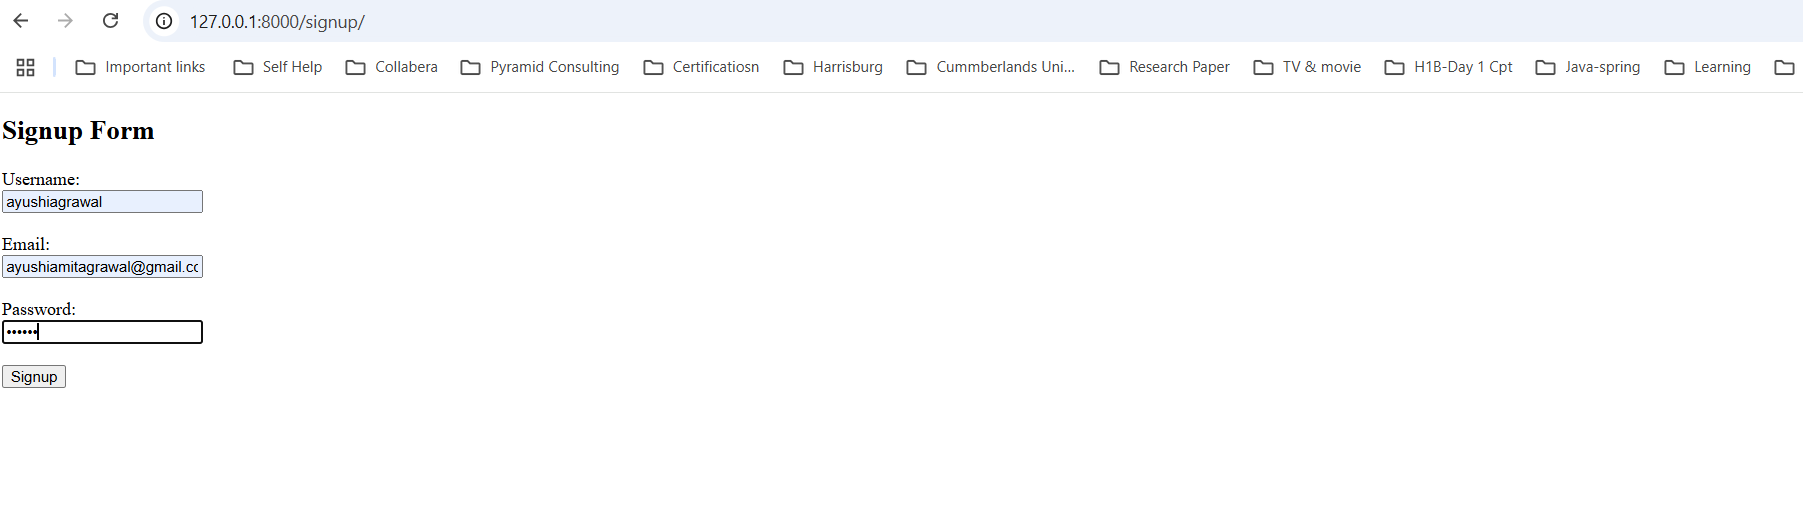 127.0.0.1:8000/signup/
Important links Self Help Collabera Pyramid Consulting Certificatiosn Harrisburg Cummberlands Uni... Research Paper TV & movie H1B-Day 1 Cpt Java-spring Learning
Signup Form
Username:
ayushiagrawal
Email:
ayushiamitagrawal@gmail.cc
Password:
••••••
Signup